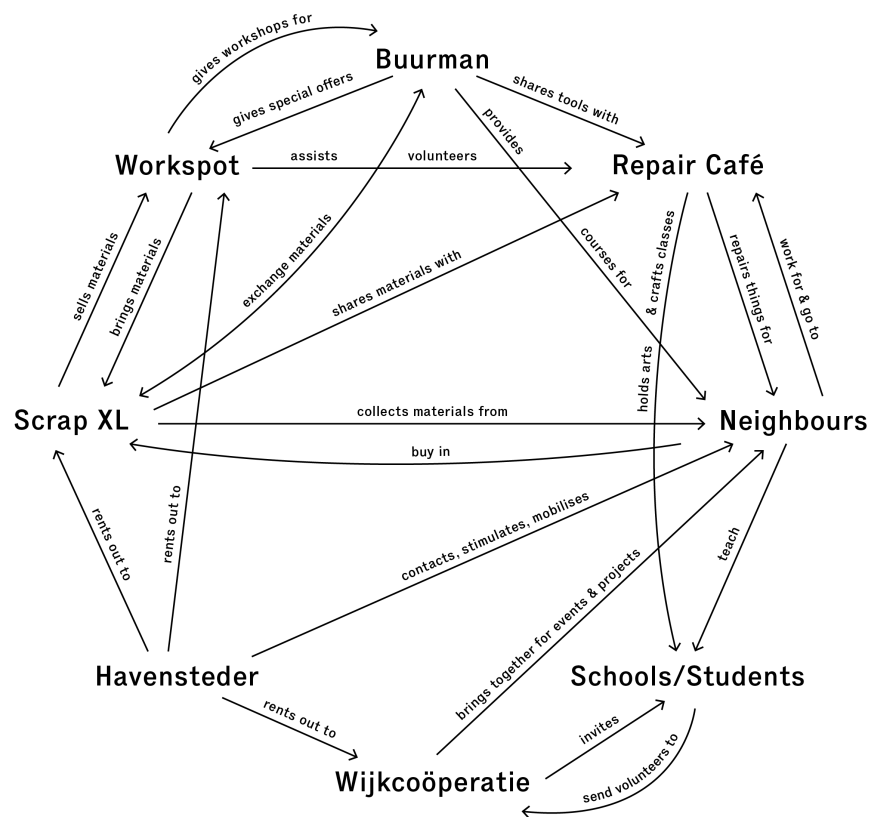 gives workshops for
Buurman
gives special offers
shares tools with
provides
courses for
Workspot
assists
volunteers
Repair Café
exchange materials
shares materials with
& crafts classes
holds arts
repairs things for
work for & go to
sells materials
brings materials
Scrap XL
collects materials from
Neighbours
buy in
rents out to
rents out to
contacts, stimulates, mobilises
brings together for events & projects
teach
Havensteder
Schools/Students
rents out to
invites
send volunteers to
Wijkcoöperatie